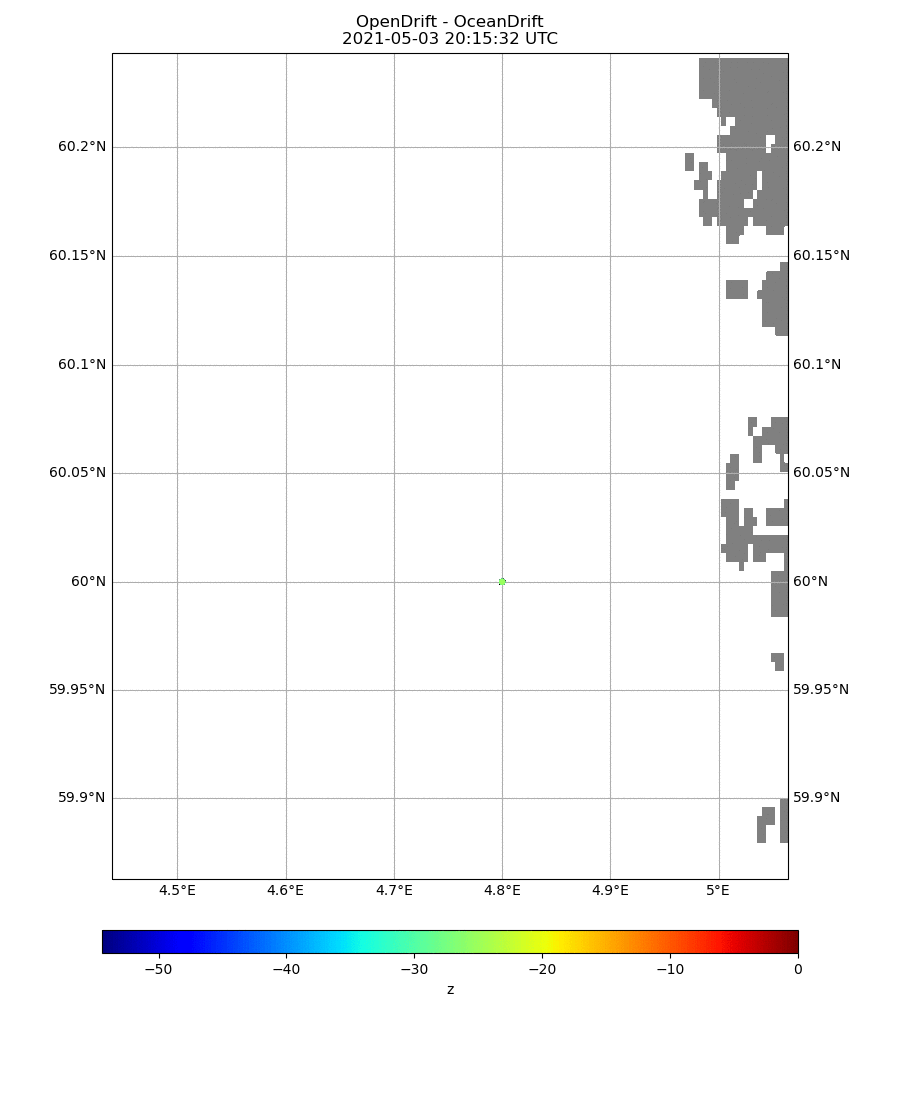 OpenDrift - OceanDrift
2021-05-03 20:15:32 UTC
60.2°N 60.2°N
60.15°N 60.15°N
60.1°N 60.1°N
60.05°N 60.05°N
60°N 60°N
59.95°N 59.95°N
59.9°N 59.9°N
4.5°E 4.6°E 4.7°E 4.8°E 4.9°E 5°E
−50 −40 −30 −20 −10 0
z